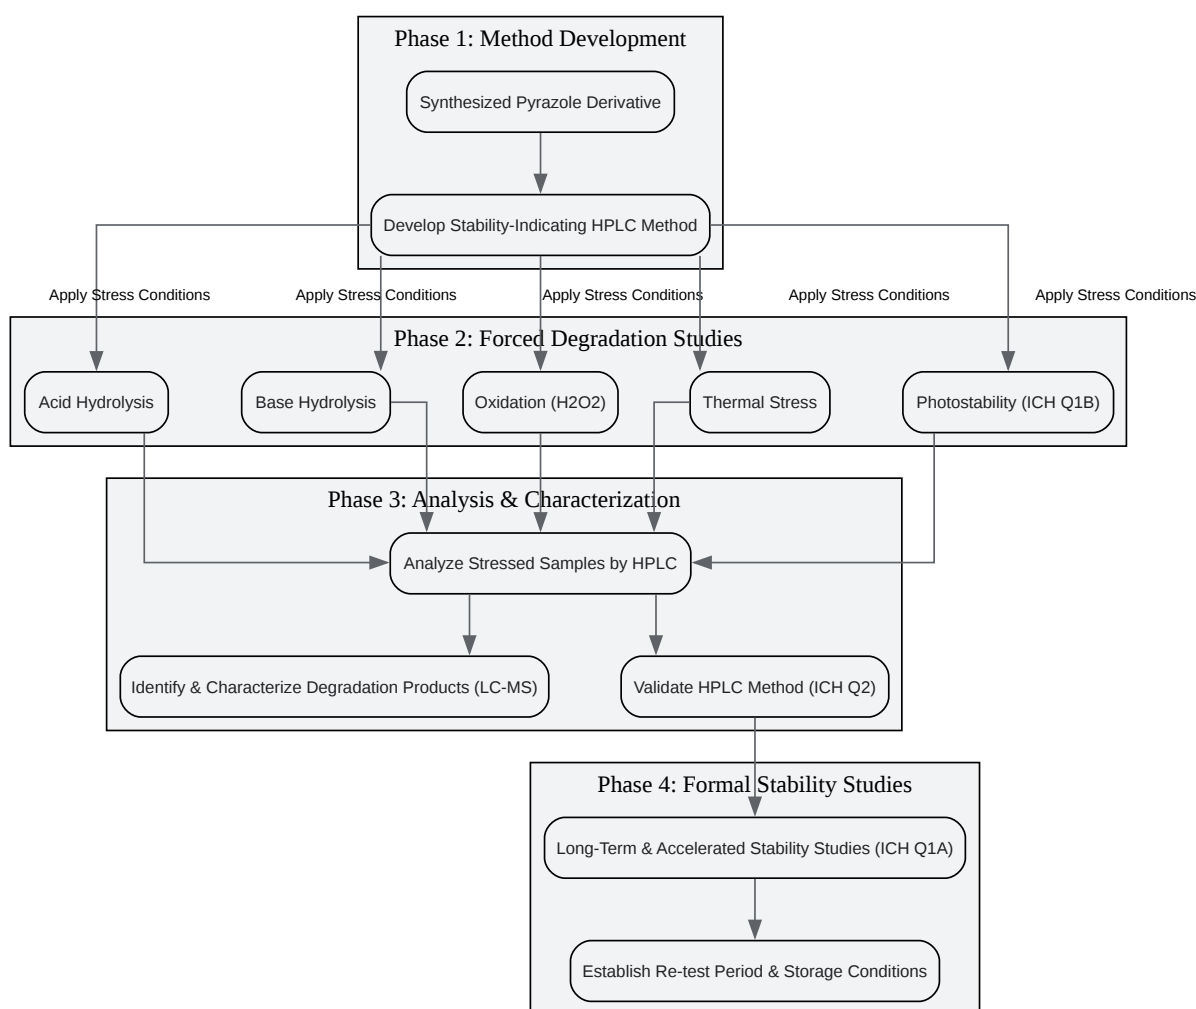 Phase 1: Method Development
Synthesized Pyrazole Derivative
Develop Stability-Indicating HPLC Method
Apply Stress Conditions
Apply Stress Conditions
Apply Stress Conditions
Apply Stress Conditions
Apply Stress Conditions
Phase 2: Forced Degradation Studies
Acid Hydrolysis
Base Hydrolysis
Oxidation (H2O2)
Thermal Stress
Photostability (ICH Q1B)
Phase 3: Analysis & Characterization
Analyze Stressed Samples by HPLC
Identify & Characterize Degradation Products (LC-MS)
Validate HPLC Method (ICH Q2)
Phase 4: Formal Stability Studies
Long-Term & Accelerated Stability Studies (ICH Q1A)
Establish Re-test Period & Storage Conditions